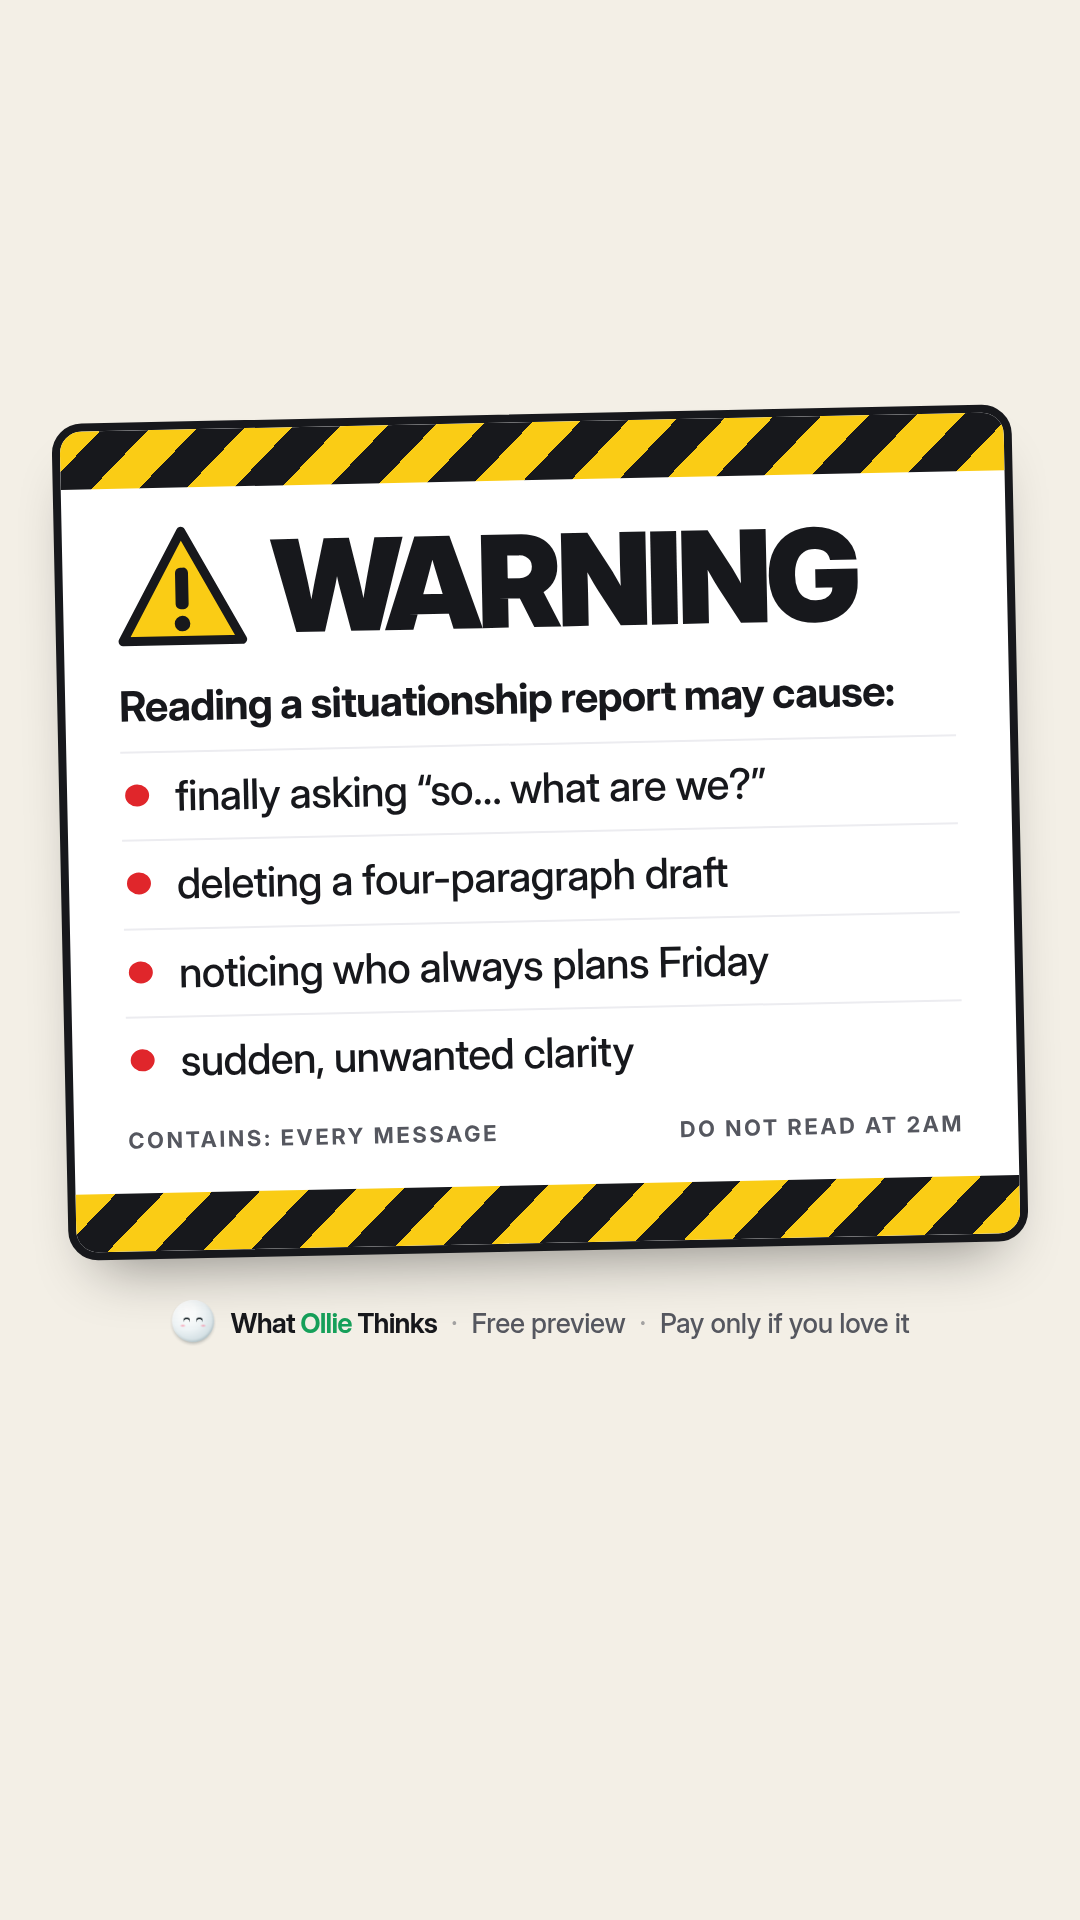 WARNING
Reading a situationship report may cause:
finally asking “so... what are we?”
deleting a four-paragraph draft
noticing who always plans Friday
sudden, unwanted clarity
CONTAINS: EVERY MESSAGE
DO NOT READ AT 2AM
What Ollie Thinks · Free preview · Pay only if you love it